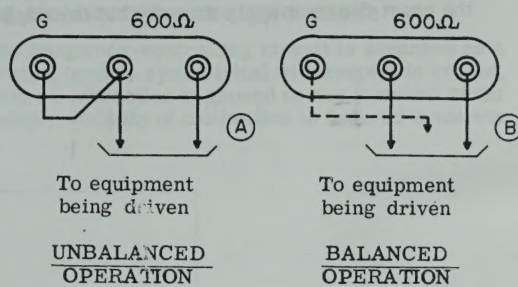 G 600Ω
A
To equipment
being driven
UNBALANCED
OPERATION
G 600Ω
B
To equipment
being driven
BALANCED
OPERATION